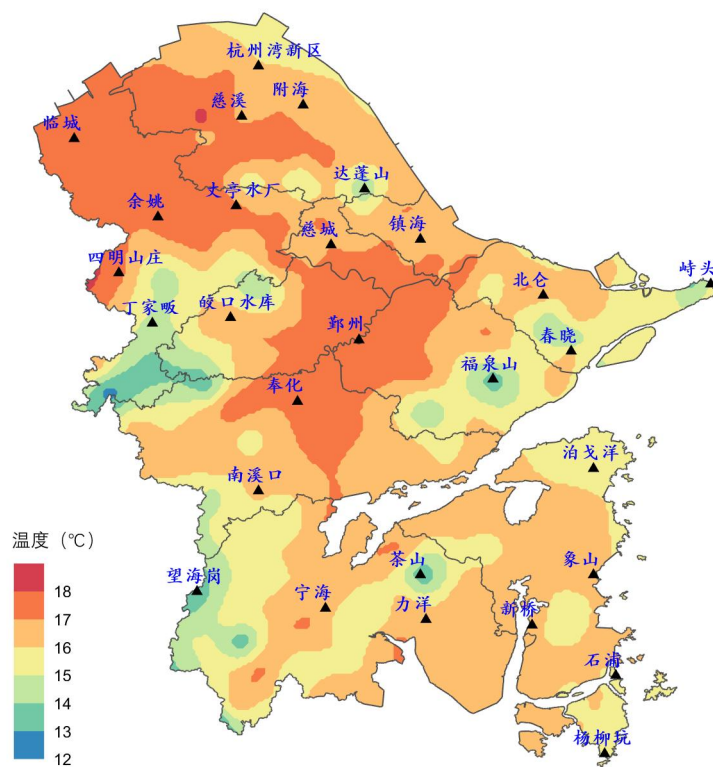 杭州湾新区
附海
慈溪
临城
达蓬山
丈亭水厂
余姚
慈城
镇海
四明山庄
峙头
北仑
丁家畈
皎口水库
鄞州
春晓
福泉山
奉化
泊戈洋
南溪口
温度（℃）
望海岗
茶山
象山
宁海
力洋
新桥
石浦
杨柳坑
18
17
16
15
14
13
12